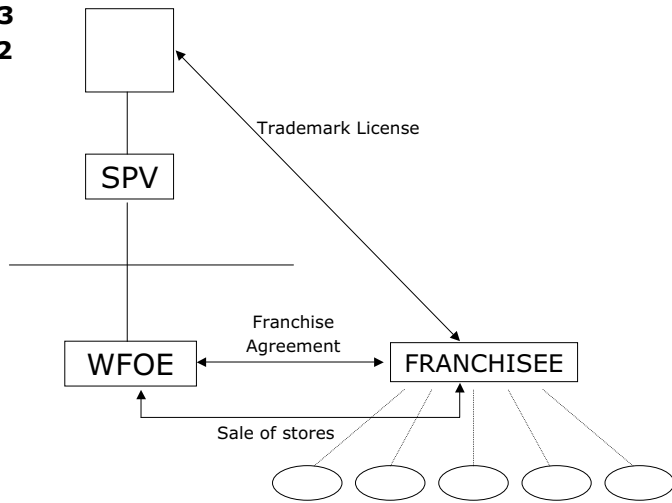 3
2
Trademark License
SPV
Franchise
Agreement
WFOE
FRANCHISEE
Sale of stores